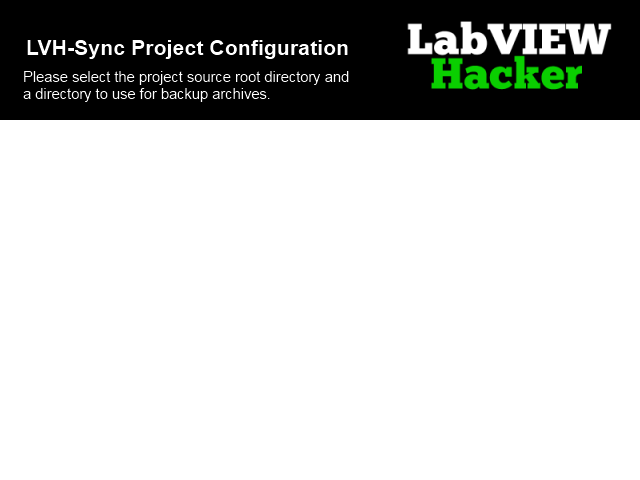 LVH-Sync Project Configuration
Please select the project source root directory and
a directory to use for backup archives.
LabVIEW
Hacker